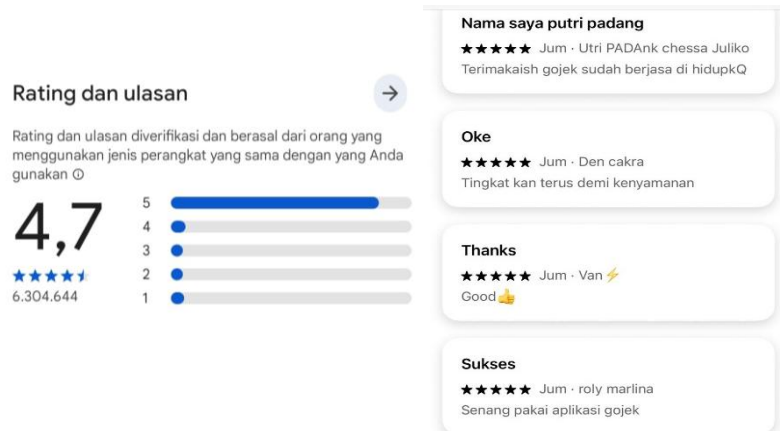 Rating dan ulasan
Rating dan ulasan diverifikasi dan berasal dari orang yang
menggunakan jenis perangkat yang sama dengan yang Anda
gunakan
4,7
6.304.644
5
4
3
2
1
Nama saya putri padang
★★★★★ Jum · Utri PADAnk chessa Juliko
Terimakaish gojek sudah berjasa di hidupkQ
Oke
★★★★★ Jum · Den cakra
Tingkat kan terus demi kenyamanan
Thanks
★★★★★ Jum · Van⚡
Good👍
Sukses
★★★★★ Jum · roly marlina
Senang pakai aplikasi gojek